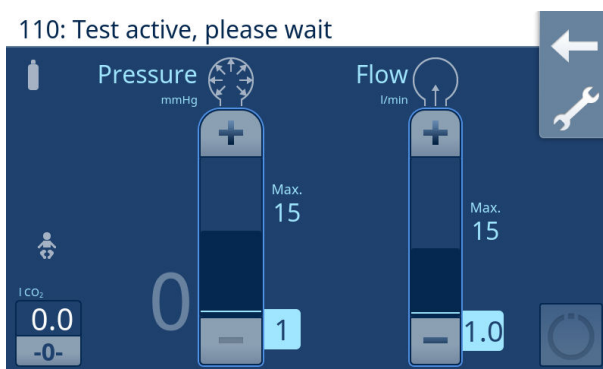 110: Test active, please wait
Pressure
mmHg
Flow
l/min
+
+
Max.
15
Max.
15
I CO₂
0.0
-0-
0
1
1.0